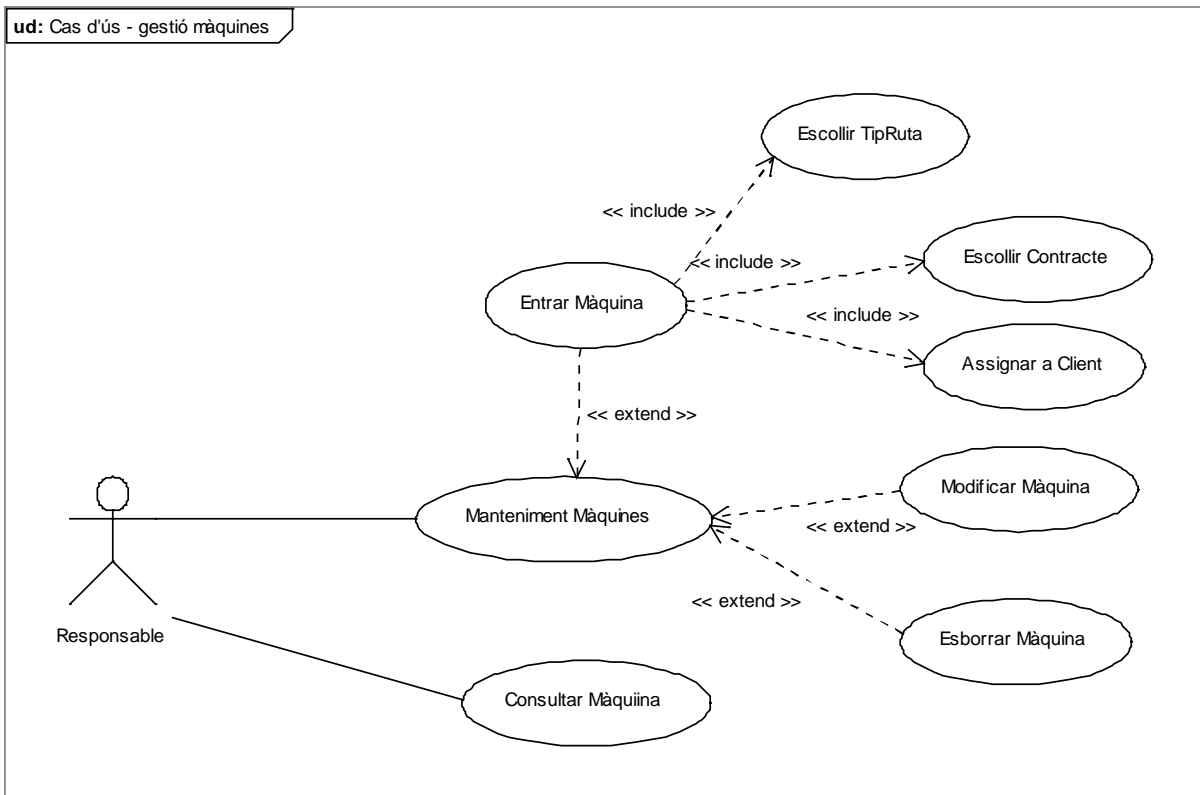 ud: Cas d'ús - gestió màquines
Escollir TipRuta
<< include >>
Escollir Contracte
<< include >>
Entrar Màquina
<< include >>
Assignar a Client
<< extend >>
Modificar Màquina
Manteniment Màquines
<< extend >>
<< extend >>
Responsable
Esborrar Màquina
Consultar Màquiina